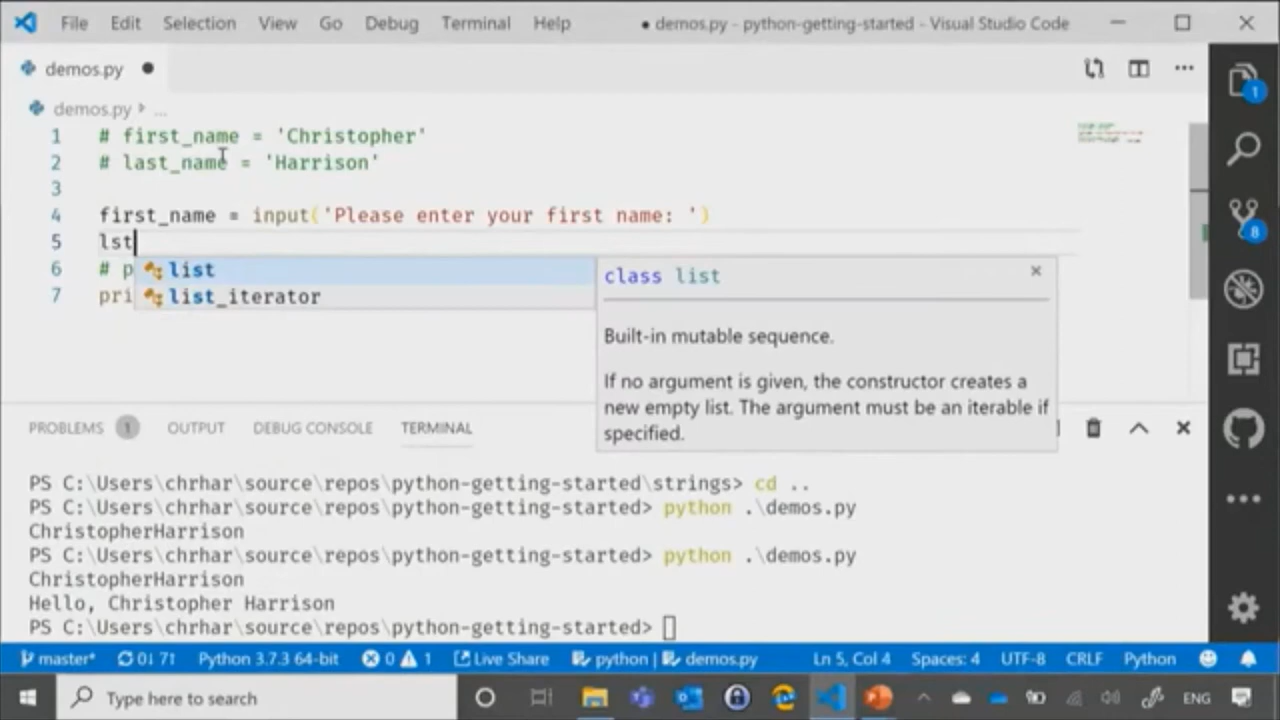 File Edit Selection View Go Debug Terminal Help ● demos.py - python-getting-started - Visual Studio Code
demos.py ●
demos.py › ...
1 # first_name = 'Christopher'
2 # last_name = 'Harrison'
3
4 first_name = input('Please enter your first name: ')
5 lst
6 # p
7 pri
list
list_iterator
class list
Built-in mutable sequence.
If no argument is given, the constructor creates a
new empty list. The argument must be an iterable if
specified.
1
8
PROBLEMS 1 OUTPUT DEBUG CONSOLE TERMINAL
PS C:\Users\chrhar\source\repos\python-getting-started\strings> cd ..
PS C:\Users\chrhar\source\repos\python-getting-started> python .\demos.py
ChristopherHarrison
PS C:\Users\chrhar\source\repos\python-getting-started> python .\demos.py
ChristopherHarrison
Hello, Christopher Harrison
PS C:\Users\chrhar\source\repos\python-getting-started>
master* 0↓ 7↑ Python 3.7.3 64-bit 0 1 Live Share python | demos.py Ln 5, Col 4 Spaces: 4 UTF-8 CRLF Python
Type here to search ENG